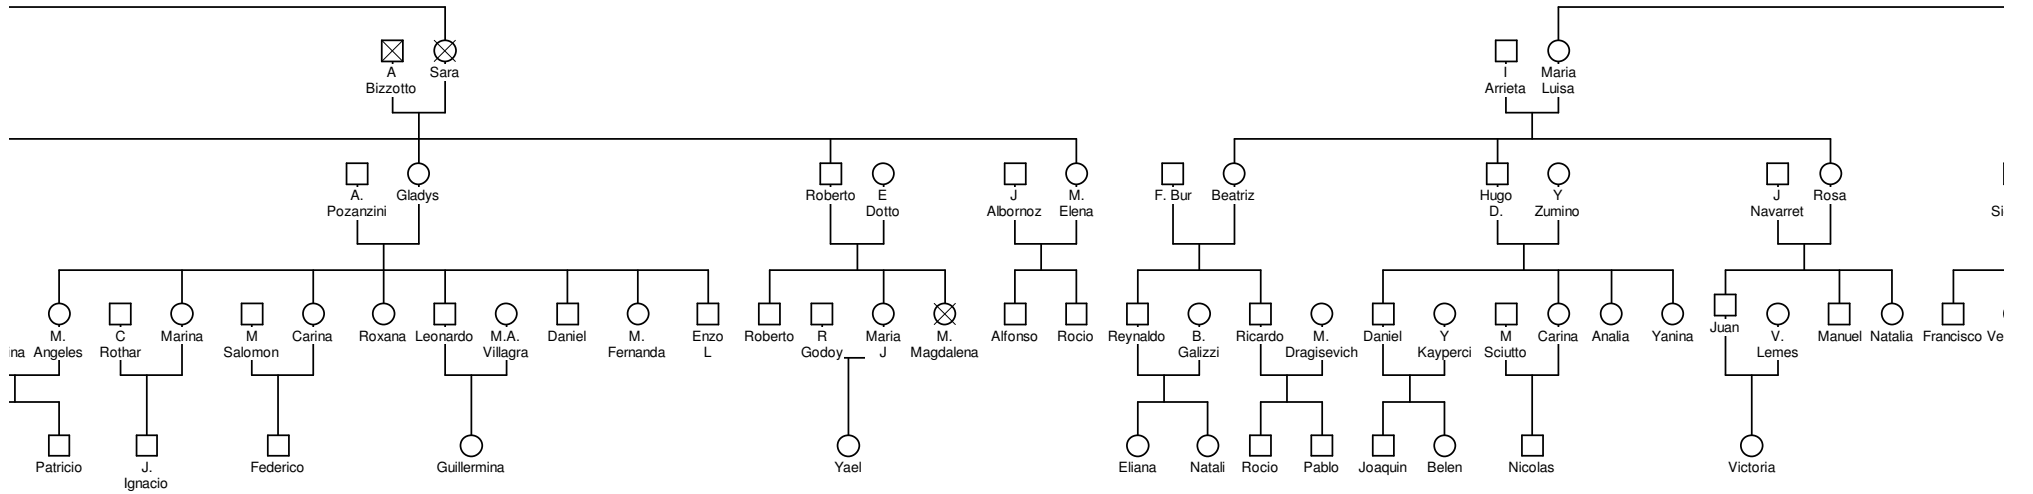 A
Bizzotto
Sara
I
Arrieta
Maria
Luisa
A.
Pozanzini
Gladys
Roberto
E
Dotto
J
Albornoz
M.
Elena
F. Bur
Beatriz
Hugo
D.
Y
Zumino
J
Navarret
Rosa
Si
ina
M.
Angeles
C
Rothar
Marina
M
Salomon
Carina
Roxana
Leonardo
M.A.
Villagra
Daniel
M.
Fernanda
Enzo
L
Roberto
R
Godoy
Maria
J
M.
Magdalena
Alfonso
Rocio
Reynaldo
B.
Galizzi
Ricardo
M.
Dragisevich
Daniel
Y
Kayperci
M
Sciutto
Carina
Analia
Yanina
Juan
V.
Lemes
Manuel
Natalia
Francisco
Ve
Patricio
J.
Ignacio
Federico
Guillermina
Yael
Eliana
Natali
Rocio
Pablo
Joaquin
Belen
Nicolas
Victoria